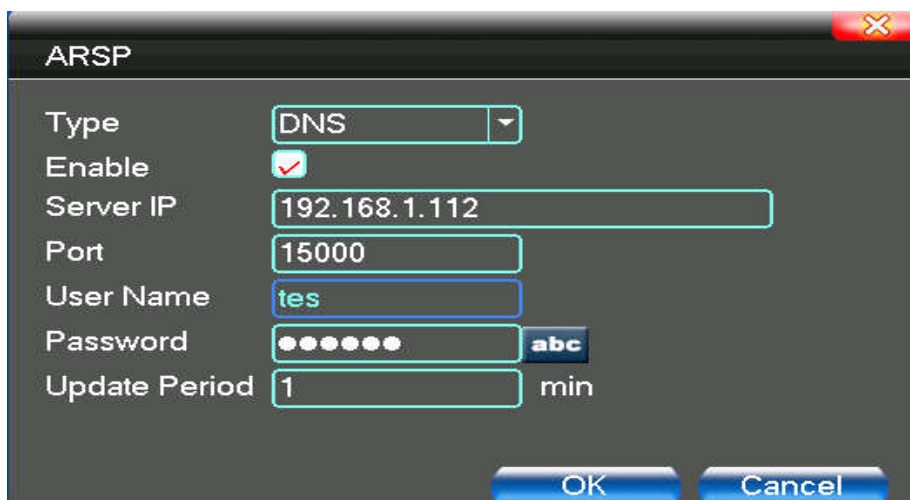 ARSP
Type DNS
Enable
Server IP 192.168.1.112
Port 15000
User Name tes
Password ●●●●●● abc
Update Period 1 min
OK Cancel